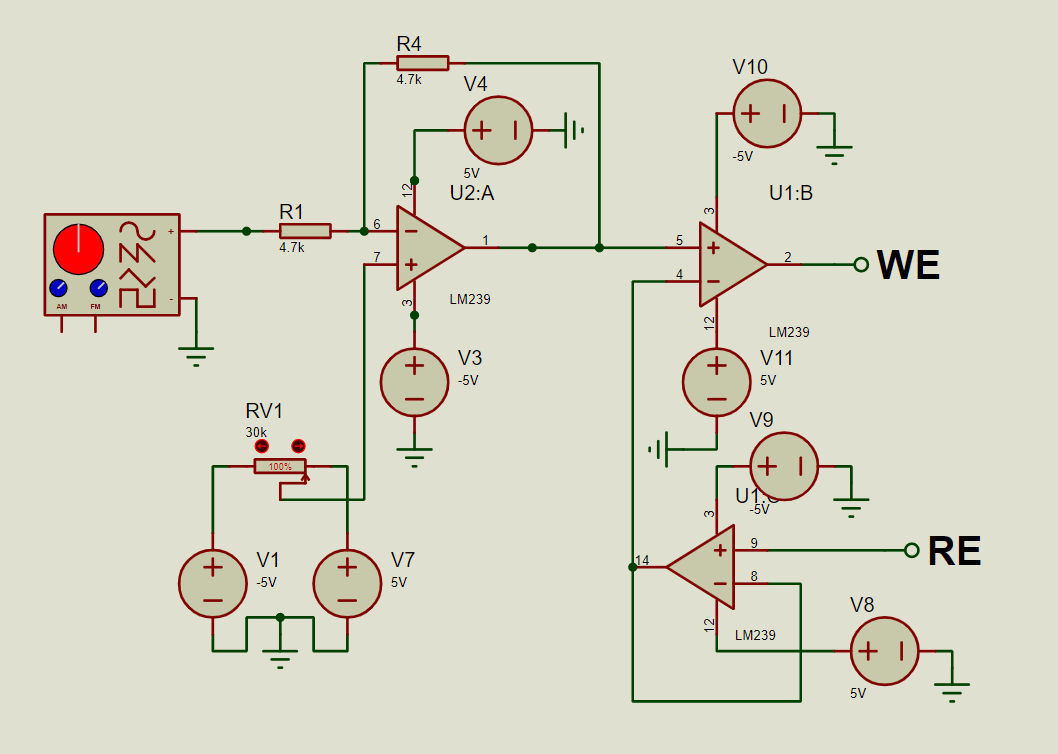 R4
4.7k
V4
5V
12
U2:A
R1
4.7k
6
7
1
3
LM239
V3
-5V
AM
FM
+
-
RV1
30k
100%
V1
-5V
V7
5V
V10
-5V
U1:B
3
5
4
2
12
LM239
WE
V11
5V
V9
-5V
3
14
9
8
12
LM239
RE
V8
5V